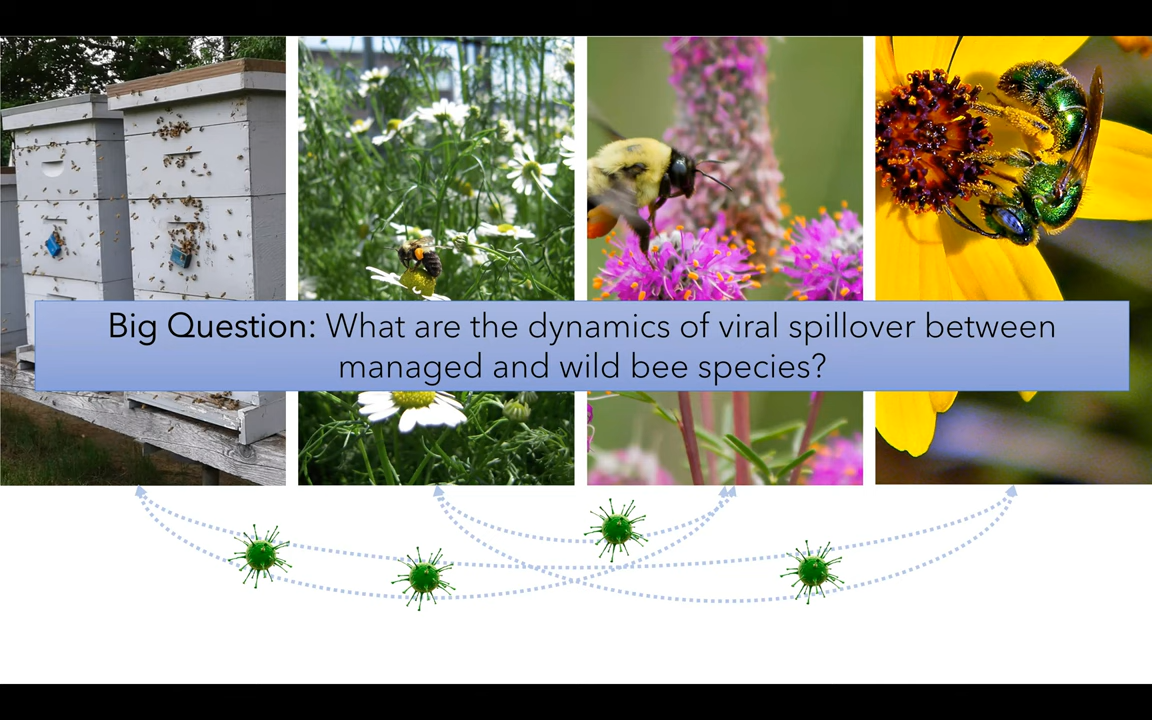 Big Question: What are the dynamics of viral spillover between
managed and wild bee species?